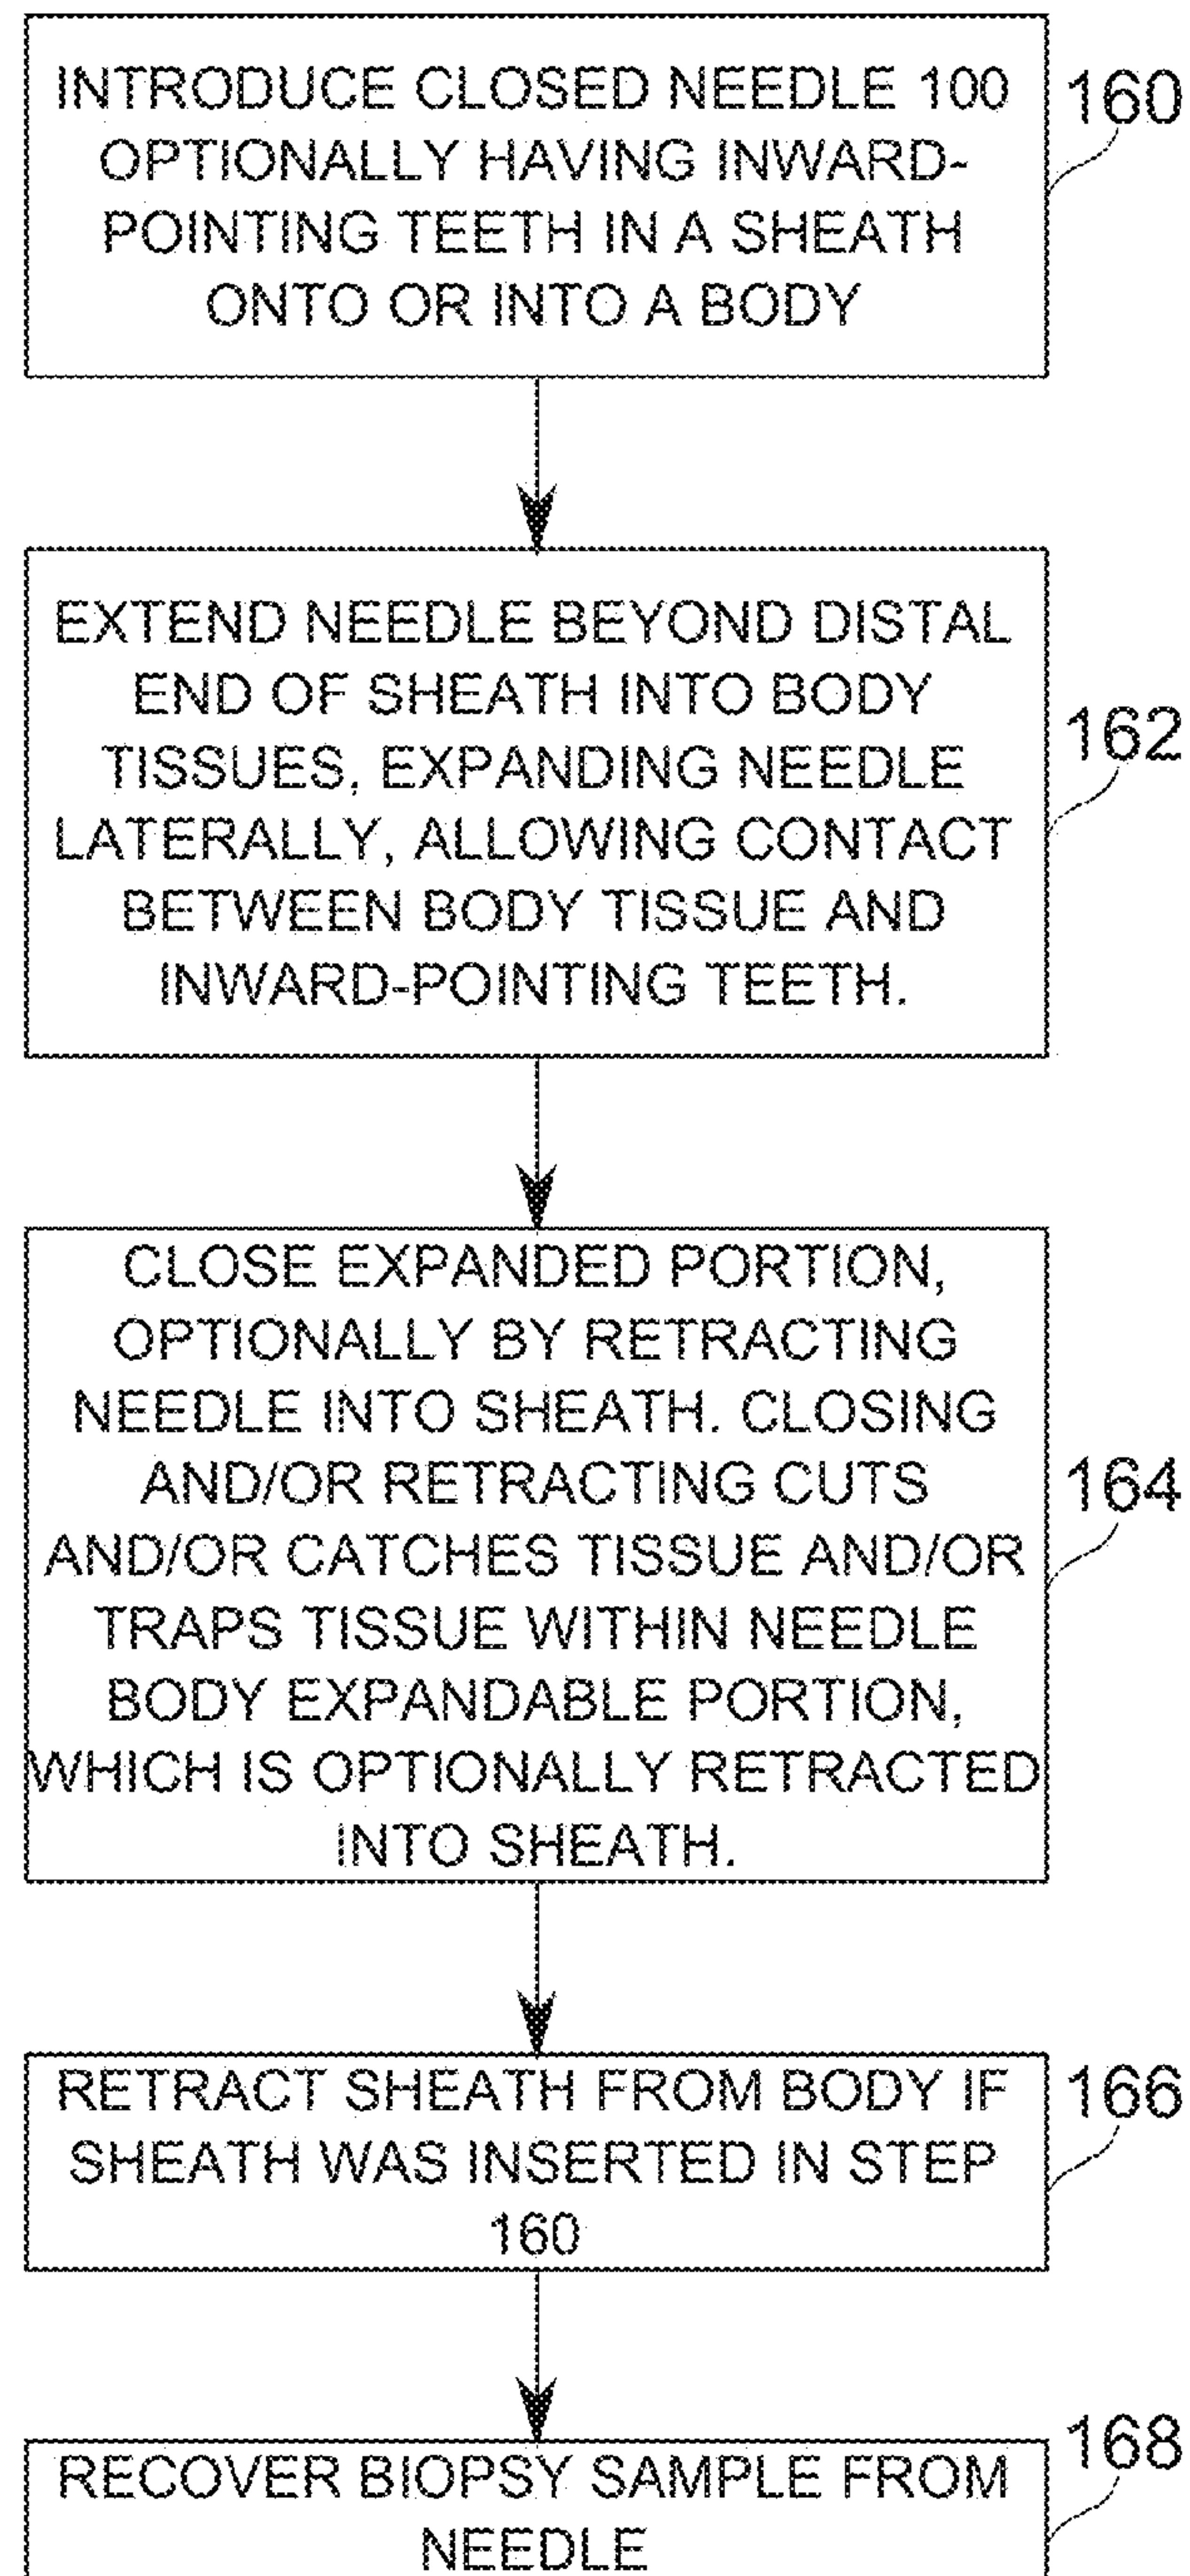 INTRODUCE CLOSED NEEDLE 100
OPTIONALLY HAVING INWARD-
POINTING TEETH IN A SHEATH
ONTO OR INTO A BODY
160
EXTEND NEEDLE BEYOND DISTAL
END OF SHEATH INTO BODY
TISSUES, EXPANDING NEEDLE
LATERALLY, ALLOWING CONTACT
BETWEEN BODY TISSUE AND
INWARD-POINTING TEETH.
162
CLOSE EXPANDED PORTION,
OPTIONALLY BY RETRACTING
NEEDLE INTO SHEATH. CLOSING
AND/OR RETRACTING CUTS
AND/OR CATCHES TISSUE AND/OR
TRAPS TISSUE WITHIN NEEDLE
BODY EXPANDABLE PORTION,
WHICH IS OPTIONALLY RETRACTED
INTO SHEATH.
164
RETRACT SHEATH FROM BODY IF
SHEATH WAS INSERTED IN STEP
160
166
RECOVER BIOPSY SAMPLE FROM
NEEDLE
168